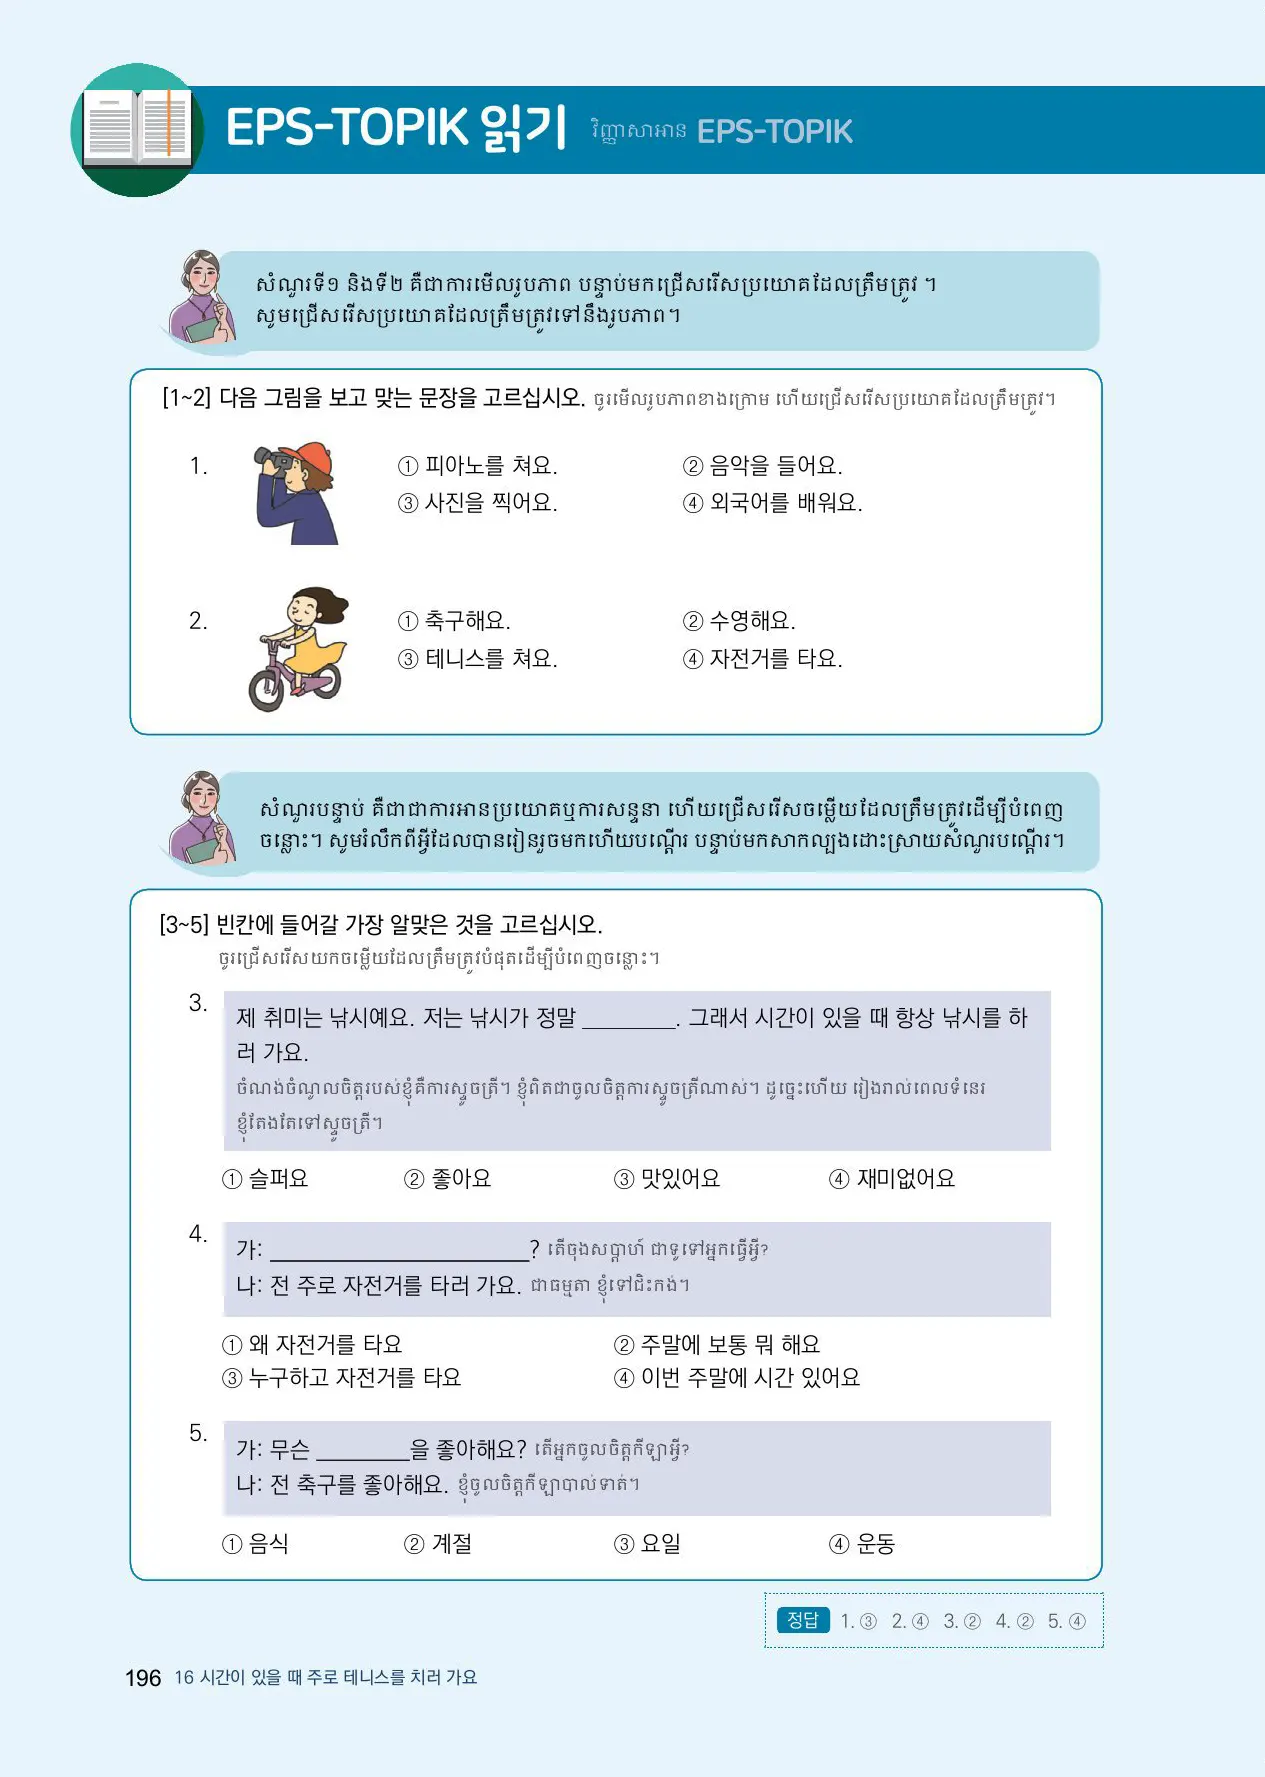 EPS-TOPIK 읽기 វិញ្ញាសាអាន EPS-TOPIK
សំណួរទី១ និងទី២ គឺជាការមើលរូបភាព បន្ទាប់មកជ្រើសរើសប្រយោគដែលត្រឹមត្រូវ ។
សូមជ្រើសរើសប្រយោគដែលត្រឹមត្រូវទៅនឹងរូបភាព។
[1~2] 다음 그림을 보고 맞는 문장을 고르십시오. ចូរមើលរូបភាពខាងក្រោម ហើយជ្រើសរើសប្រយោគដែលត្រឹមត្រូវ។
1. ① 피아노를 쳐요. ② 음악을 들어요.
③ 사진을 찍어요. ④ 외국어를 배워요.
2. ① 축구해요. ② 수영해요.
③ 테니스를 쳐요. ④ 자전거를 타요.
សំណួរបន្ទាប់ គឺជាជាការអានប្រយោគឬការសន្ទនា ហើយជ្រើសរើសចម្លើយដែលត្រឹមត្រូវដើម្បីបំពេញ
ចន្លោះ។ សូមរំលឹកពីអ្វីដែលបានរៀនរួចមកហើយបណ្តើរ បន្ទាប់មកសាកល្បងដោះស្រាយសំណួរបណ្តើរ។
[3~5] 빈칸에 들어갈 가장 알맞은 것을 고르십시오.
ចូរជ្រើសរើសយកចម្លើយដែលត្រឹមត្រូវបំផុតដើម្បីបំពេញចន្លោះ។
3. 제 취미는 낚시예요. 저는 낚시가 정말 ________. 그래서 시간이 있을 때 항상 낚시를 하
러 가요.
ចំណង់ចំណូលចិត្តរបស់ខ្ញុំគឺការស្ទូចត្រី។ ខ្ញុំពិតជាចូលចិត្តការស្ទូចត្រីណាស់។ ដូច្នេះហើយ រៀងរាល់ពេលទំនេរ
ខ្ញុំតែងតែទៅស្ទូចត្រី។
① 슬퍼요 ② 좋아요 ③ 맛있어요 ④ 재미없어요
4. 가: ______________________? តើចុងសប្តាហ៍ ជាទូទៅអ្នកធ្វើអ្វី?
나: 전 주로 자전거를 타러 가요. ជាធម្មតា ខ្ញុំទៅជិះកង់។
① 왜 자전거를 타요 ② 주말에 보통 뭐 해요
③ 누구하고 자전거를 타요 ④ 이번 주말에 시간 있어요
5. 가: 무슨 ________을 좋아해요? តើអ្នកចូលចិត្តកីឡាអ្វី?
나: 전 축구를 좋아해요. ខ្ញុំចូលចិត្តកីឡាបាល់ទាត់។
① 음식 ② 계절 ③ 요일 ④ 운동
정답 1. ③ 2. ④ 3. ② 4. ② 5. ④
196 16 시간이 있을 때 주로 테니스를 치러 가요